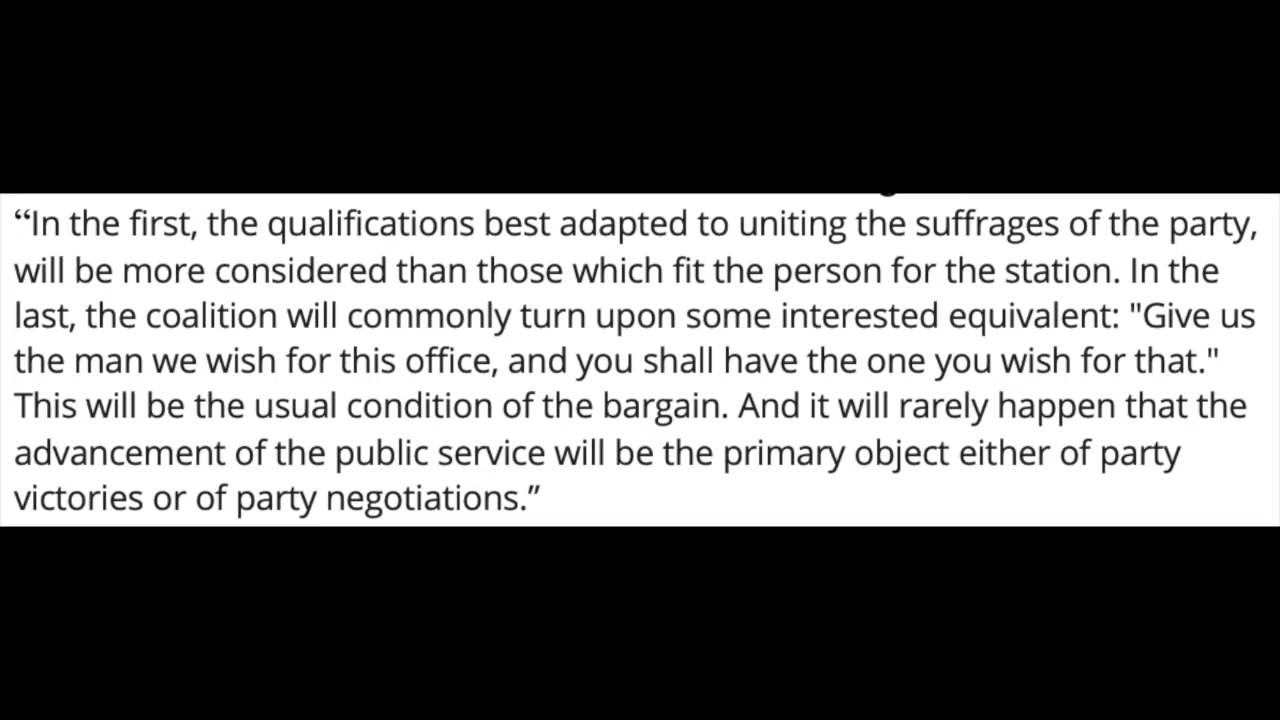 “In the first, the qualifications best adapted to uniting the suffrages of the party,
will be more considered than those which fit the person for the station. In the
last, the coalition will commonly turn upon some interested equivalent: "Give us
the man we wish for this office, and you shall have the one you wish for that."
This will be the usual condition of the bargain. And it will rarely happen that the
advancement of the public service will be the primary object either of party
victories or of party negotiations.”